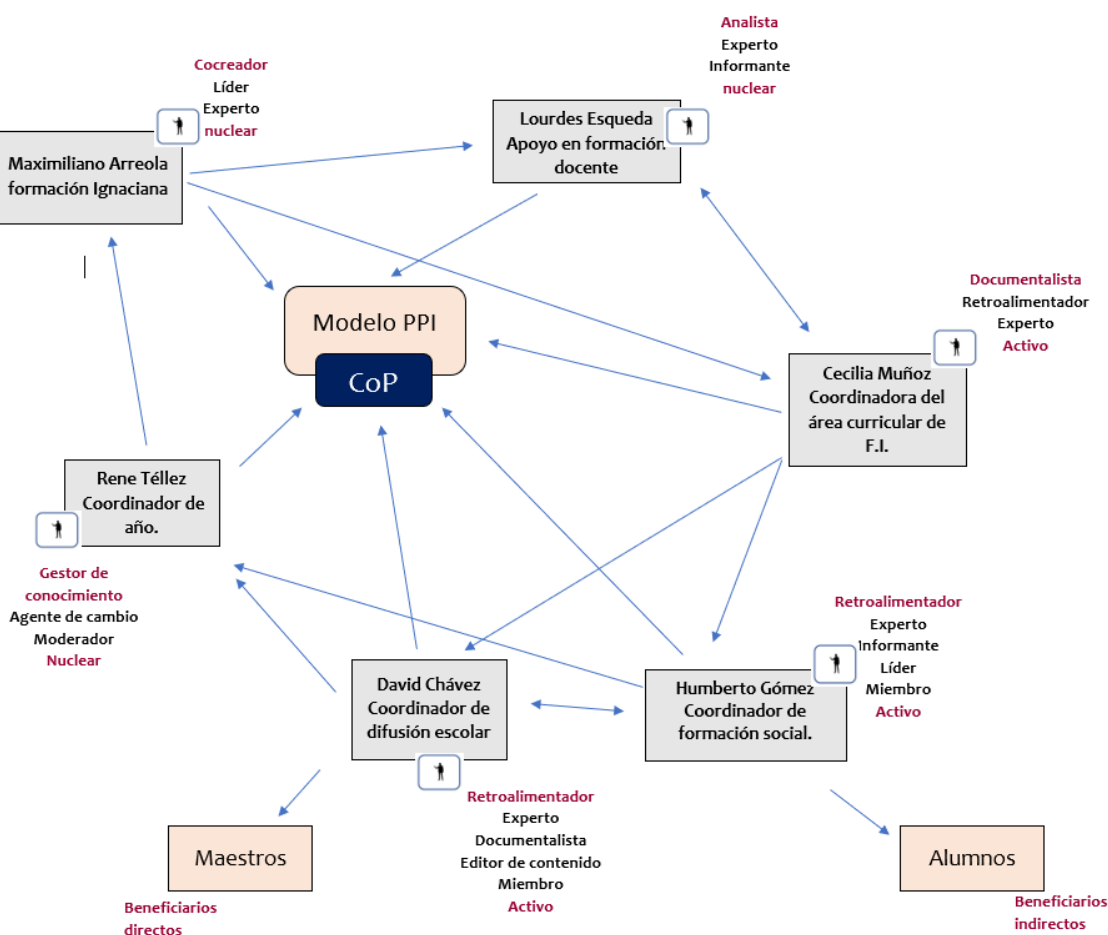 Cocreador
Líder
Experto
nuclear
Maximiliano Arreola
formación Ignaciana
Analista
Experto
Informante
nuclear
Lourdes Esqueda
Apoyo en formación
docente
Modelo PPI
CoP
Documentalista
Retroalimentador
Experto
Activo
Cecilia Muñoz
Coordinadora del
área curricular de
F.I.
Rene Téllez
Coordinador de
año.
Gestor de
conocimiento
Agente de cambio
Moderador
Nuclear
Retroalimentador
Experto
Informante
Líder
Miembro
Activo
David Chávez
Coordinador de
difusión escolar
Humberto Gómez
Coordinador de
formación social.
Retroalimentador
Experto
Documentalista
Editor de contenido
Miembro
Activo
Maestros
Beneficiarios
directos
Alumnos
Beneficiarios
indirectos